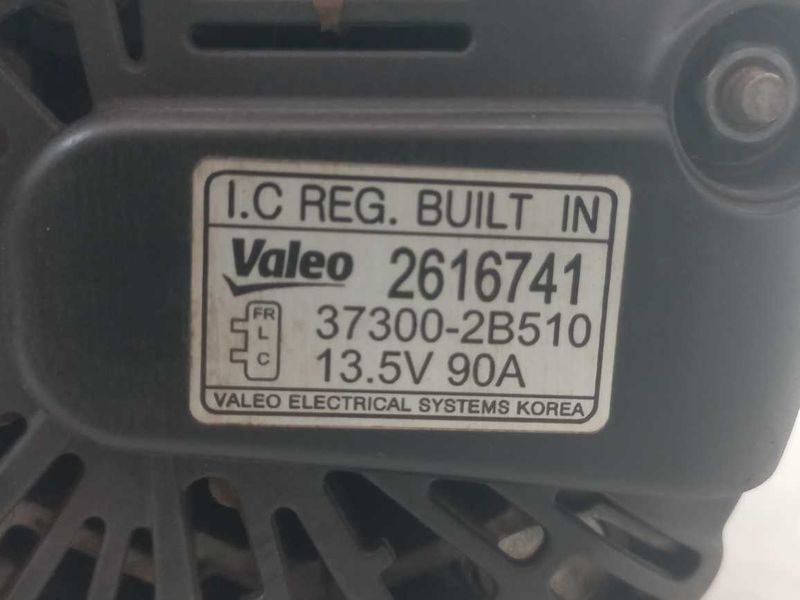 I.C REG. BUILT IN
Valeo 2616741
FR
L
C
37300-2B510
13.5V 90A
VALEO ELECTRICAL SYSTEMS KOREA